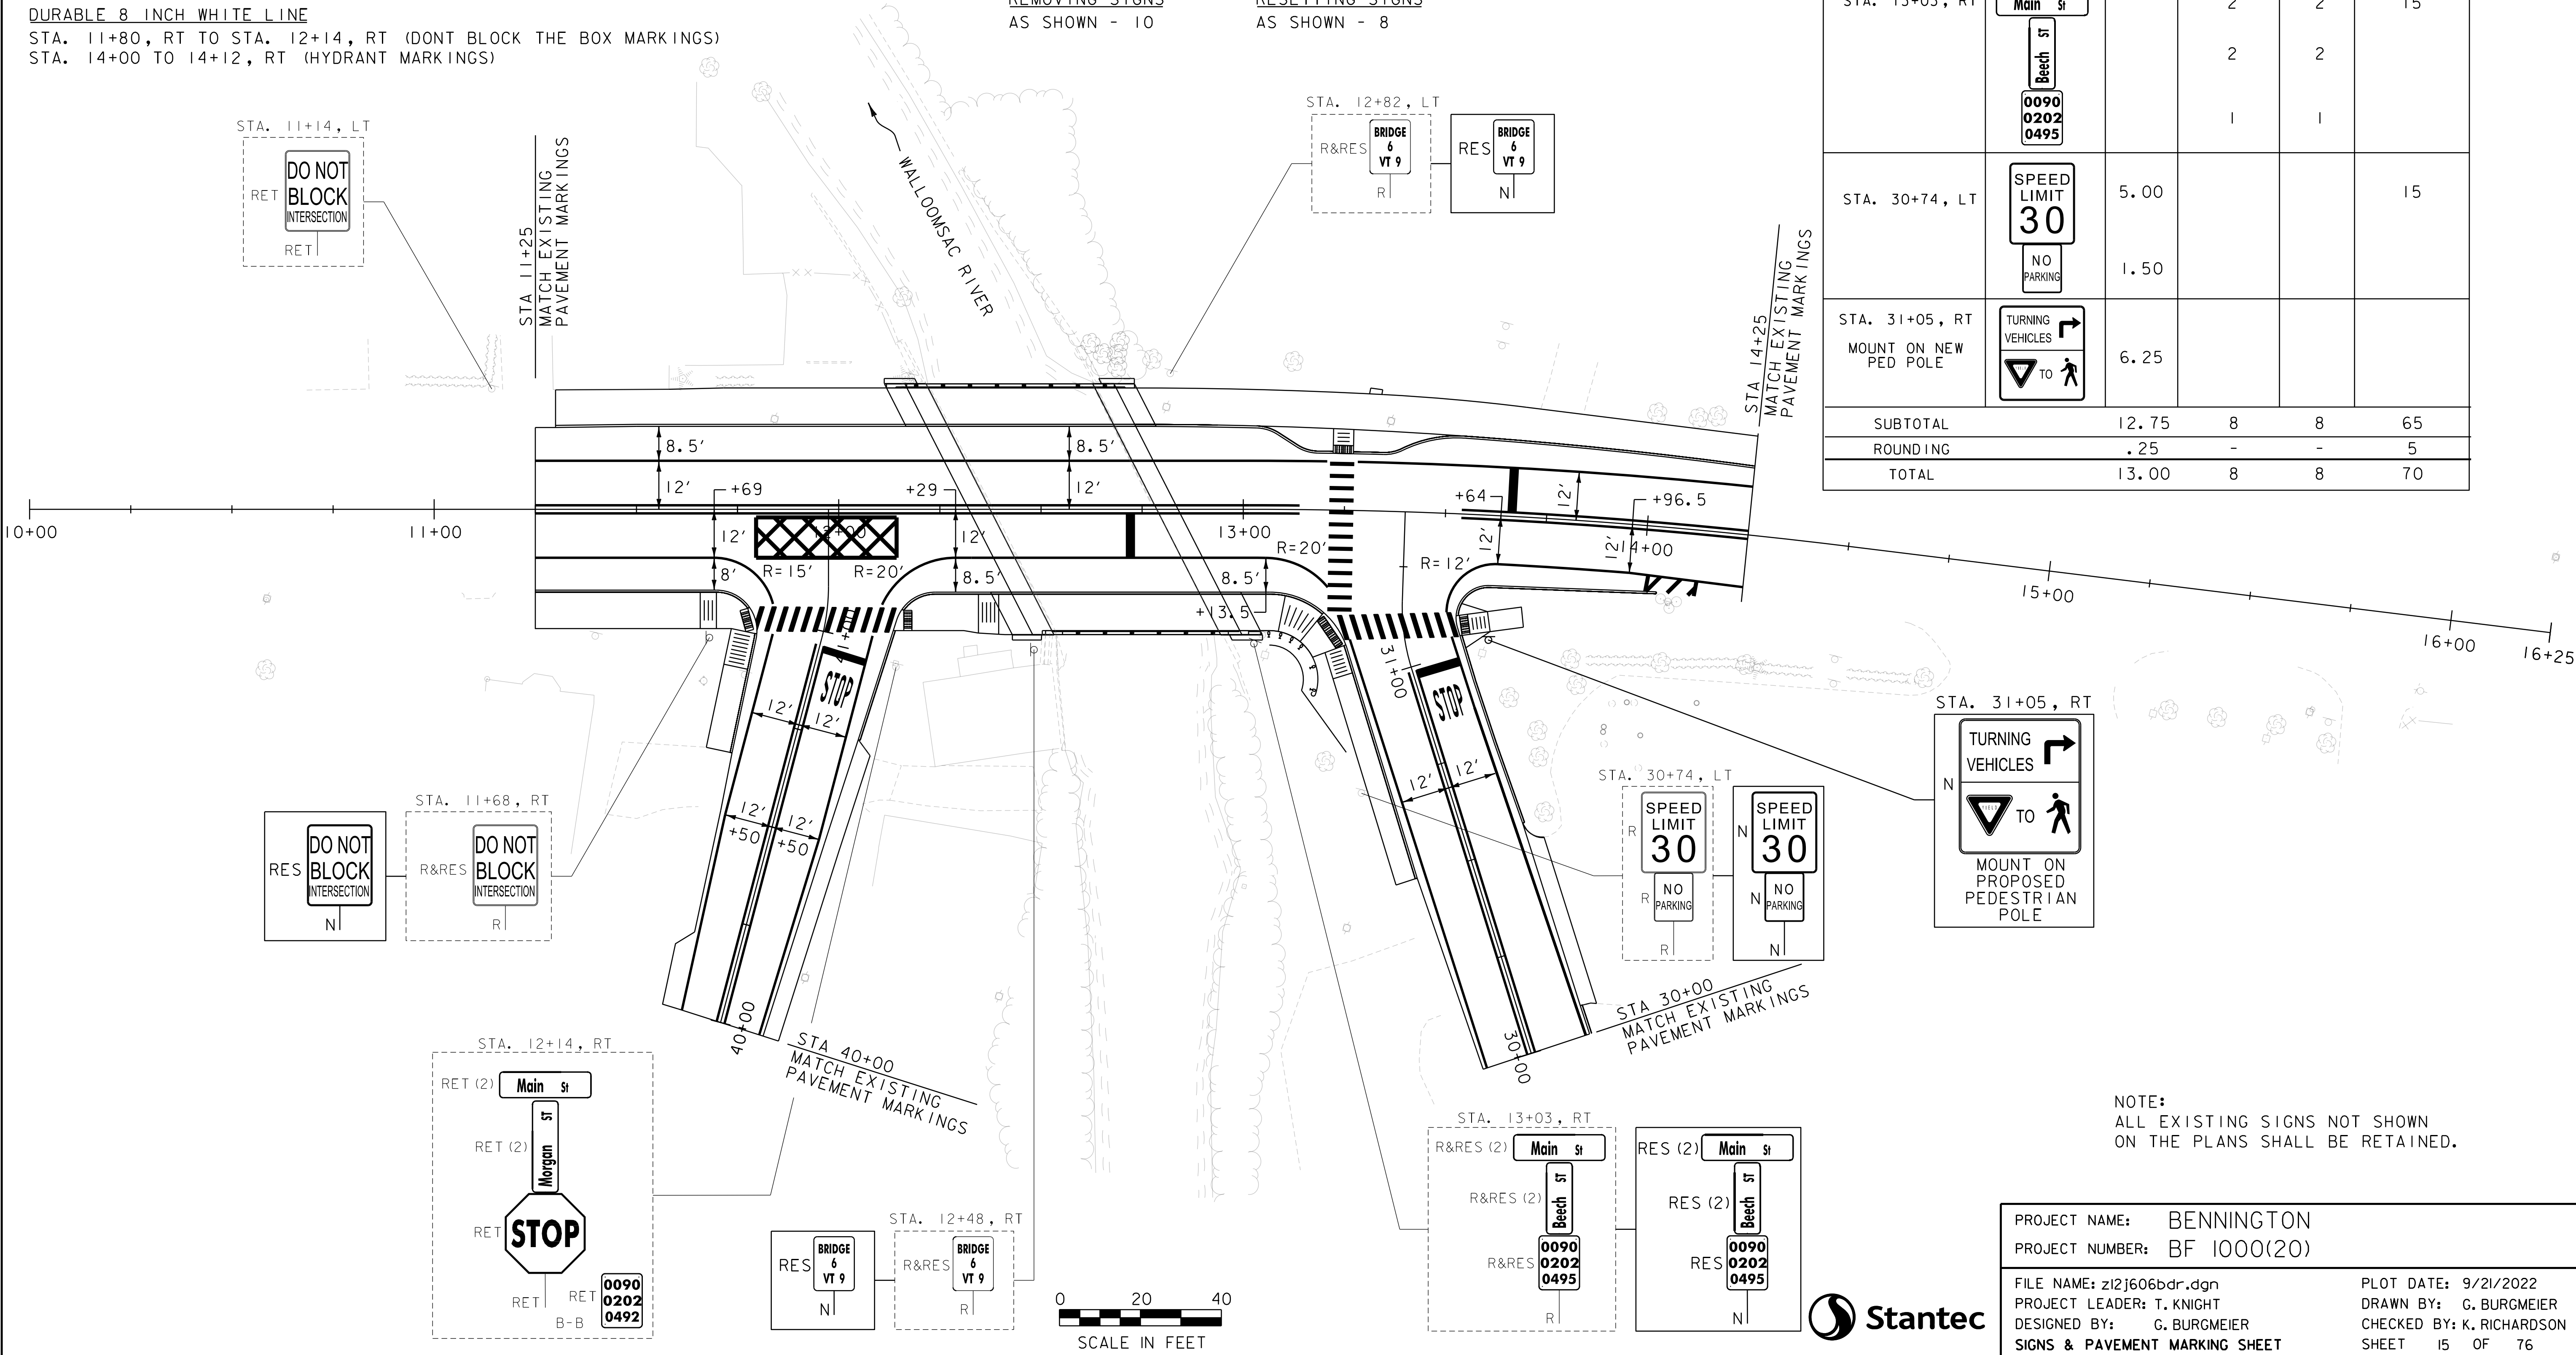 DURABLE 8 INCH WHITE LINE
STA. 11+80, RT TO STA. 12+14, RT (DONT BLOCK THE BOX MARKINGS)
STA. 14+00 TO 14+12, RT (HYDRANT MARKINGS)
REMOVING SIGNS
AS SHOWN - 10
RESETTING SIGNS
AS SHOWN - 8
STA. 13+03, RT
Main St
2 2 15
Beech ST
2 2
0090
0202
0495
1 1
STA. 30+74, LT
SPEED
LIMIT
30
5.00 15
NO
PARKING
1.50
STA. 31+05, RT
MOUNT ON NEW
PED POLE
TURNING
VEHICLES
YIELD
TO
6.25
SUBTOTAL 12.75 8 8 65
ROUNDING .25 - - 5
TOTAL 13.00 8 8 70
STA. 11+14, LT
RET
DO NOT
BLOCK
INTERSECTION
RET
STA 11+25
MATCH EXISTING
PAVEMENT MARKINGS
WALLOOMSAC RIVER
STA. 12+82, LT
R&RES
BRIDGE
6
VT 9
R
RES
BRIDGE
6
VT 9
N
STA 14+25
MATCH EXISTING
PAVEMENT MARKINGS
8.5'
8.5'
12'
+69
+29
12'
+64
12'
+96.5
10+00
11+00
12'
12+00
12'
13+00
R=20'
12'
12'
14+00
8'
R=15'
R=20'
8.5'
8.5'
R=12'
15+00
+13.5
16+00
16+25
41+00
31+00
STOP
STOP
12'
12'
12'
12'
12'
12'
+50
+50
STA. 11+68, RT
RES
DO NOT
BLOCK
INTERSECTION
N
R&RES
DO NOT
BLOCK
INTERSECTION
R
STA. 30+74, LT
R
SPEED
LIMIT
30
R
NO
PARKING
R
N
SPEED
LIMIT
30
N
NO
PARKING
N
STA. 31+05, RT
N
TURNING
VEHICLES
YIELD
TO
MOUNT ON
PROPOSED
PEDESTRIAN
POLE
40+00
STA 40+00
MATCH EXISTING
PAVEMENT MARKINGS
30+00
STA 30+00
MATCH EXISTING
PAVEMENT MARKINGS
STA. 12+14, RT
RET (2)
Main St
RET (2)
Morgan ST
RET
STOP
RET
RET
0090
0202
0492
B-B
STA. 12+48, RT
RES
BRIDGE
6
VT 9
N
R&RES
BRIDGE
6
VT 9
R
0 20 40
SCALE IN FEET
STA. 13+03, RT
R&RES (2)
Main St
R&RES (2)
Beech ST
R&RES
0090
0202
0495
R
RES (2)
Main St
RES (2)
Beech ST
RES
0090
0202
0495
N
NOTE:
ALL EXISTING SIGNS NOT SHOWN
ON THE PLANS SHALL BE RETAINED.
Stantec
PROJECT NAME: BENNINGTON
PROJECT NUMBER: BF 1000(20)
FILE NAME: z12j606bdr.dgn
PLOT DATE: 9/21/2022
PROJECT LEADER: T. KNIGHT
DRAWN BY: G. BURGMEIER
DESIGNED BY: G. BURGMEIER
CHECKED BY: K. RICHARDSON
SIGNS & PAVEMENT MARKING SHEET
SHEET 15 OF 76